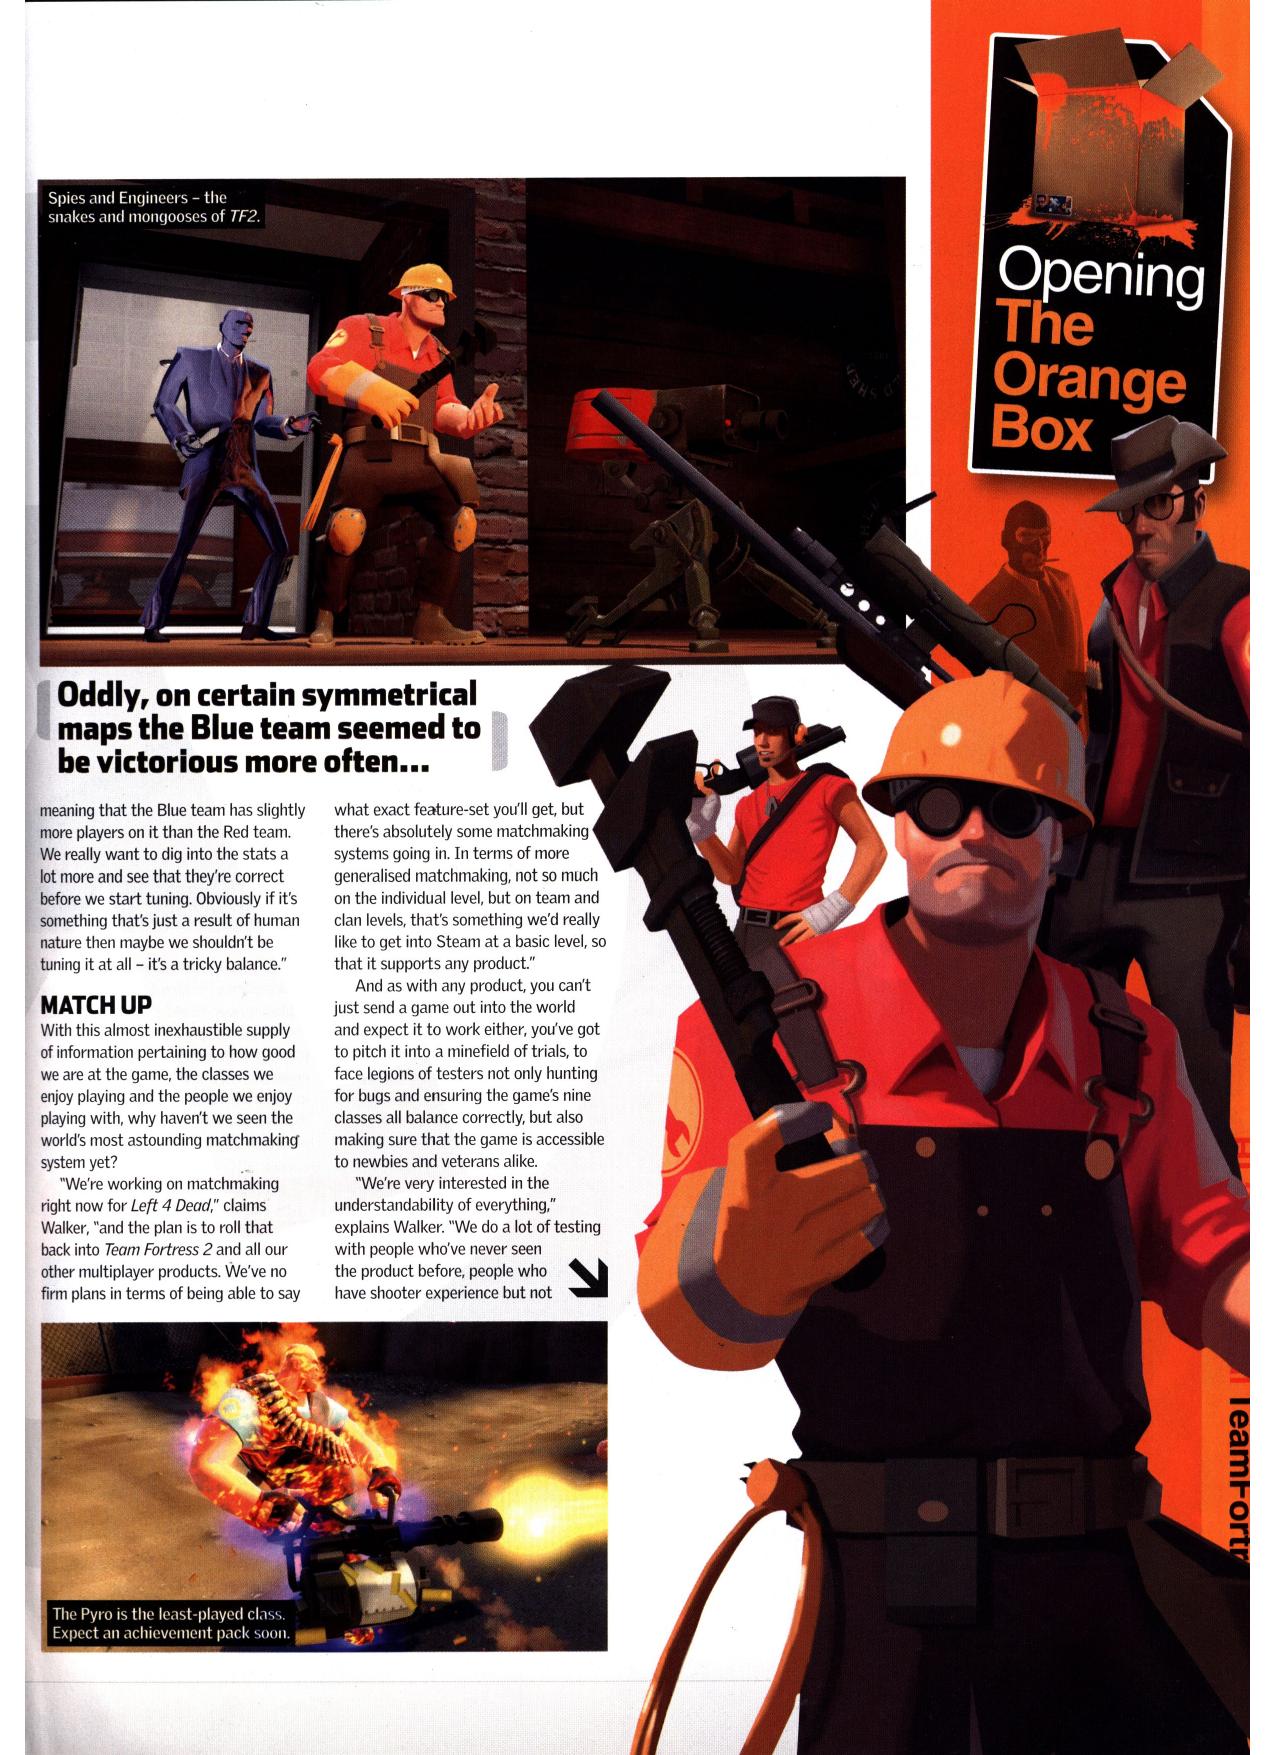 Spies and Engineers – the
snakes and mongooses of TF2.
Opening
The
Orange
Box
Oddly, on certain symmetrical
maps the Blue team seemed to
be victorious more often...
meaning that the Blue team has slightly
more players on it than the Red team.
We really want to dig into the stats a
lot more and see that they're correct
before we start tuning. Obviously if it's
something that's just a result of human
nature then maybe we shouldn't be
tuning it at all – it's a tricky balance."
MATCH UP
With this almost inexhaustible supply
of information pertaining to how good
we are at the game, the classes we
enjoy playing and the people we enjoy
playing with, why haven't we seen the
world's most astounding matchmaking
system yet?
"We're working on matchmaking
right now for Left 4 Dead," claims
Walker, "and the plan is to roll that
back into Team Fortress 2 and all our
other multiplayer products. We've no
firm plans in terms of being able to say
what exact feature-set you'll get, but
there's absolutely some matchmaking
systems going in. In terms of more
generalised matchmaking, not so much
on the individual level, but on team and
clan levels, that's something we'd really
like to get into Steam at a basic level, so
that it supports any product."
And as with any product, you can't
just send a game out into the world
and expect it to work either, you've got
to pitch it into a minefield of trials, to
face legions of testers not only hunting
for bugs and ensuring the game's nine
classes all balance correctly, but also
making sure that the game is accessible
to newbies and veterans alike.
"We're very interested in the
understandability of everything,"
explains Walker. "We do a lot of testing
with people who've never seen
the product before, people who
have shooter experience but not
The Pyro is the least-played class.
Expect an achievement pack soon.
TeamFortr